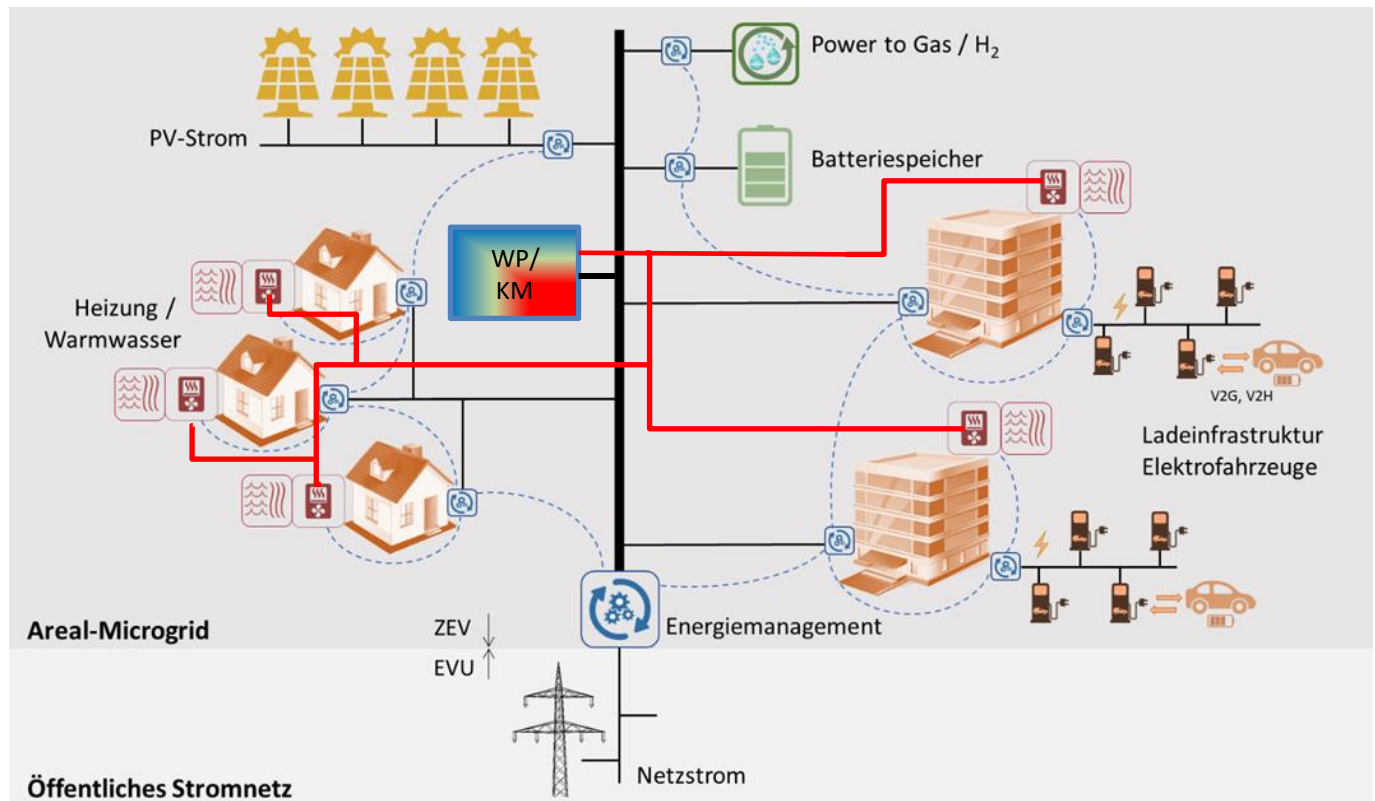 Power to Gas / H₂
PV-Strom
Batteriespeicher
WP/
KM
Heizung /
Warmwasser
V2G, V2H
Ladeinfrastruktur
Elektrofahrzeuge
Areal-Microgrid
ZEV
Energiemanagement
EVU
Netzstrom
Öffentliches Stromnetz